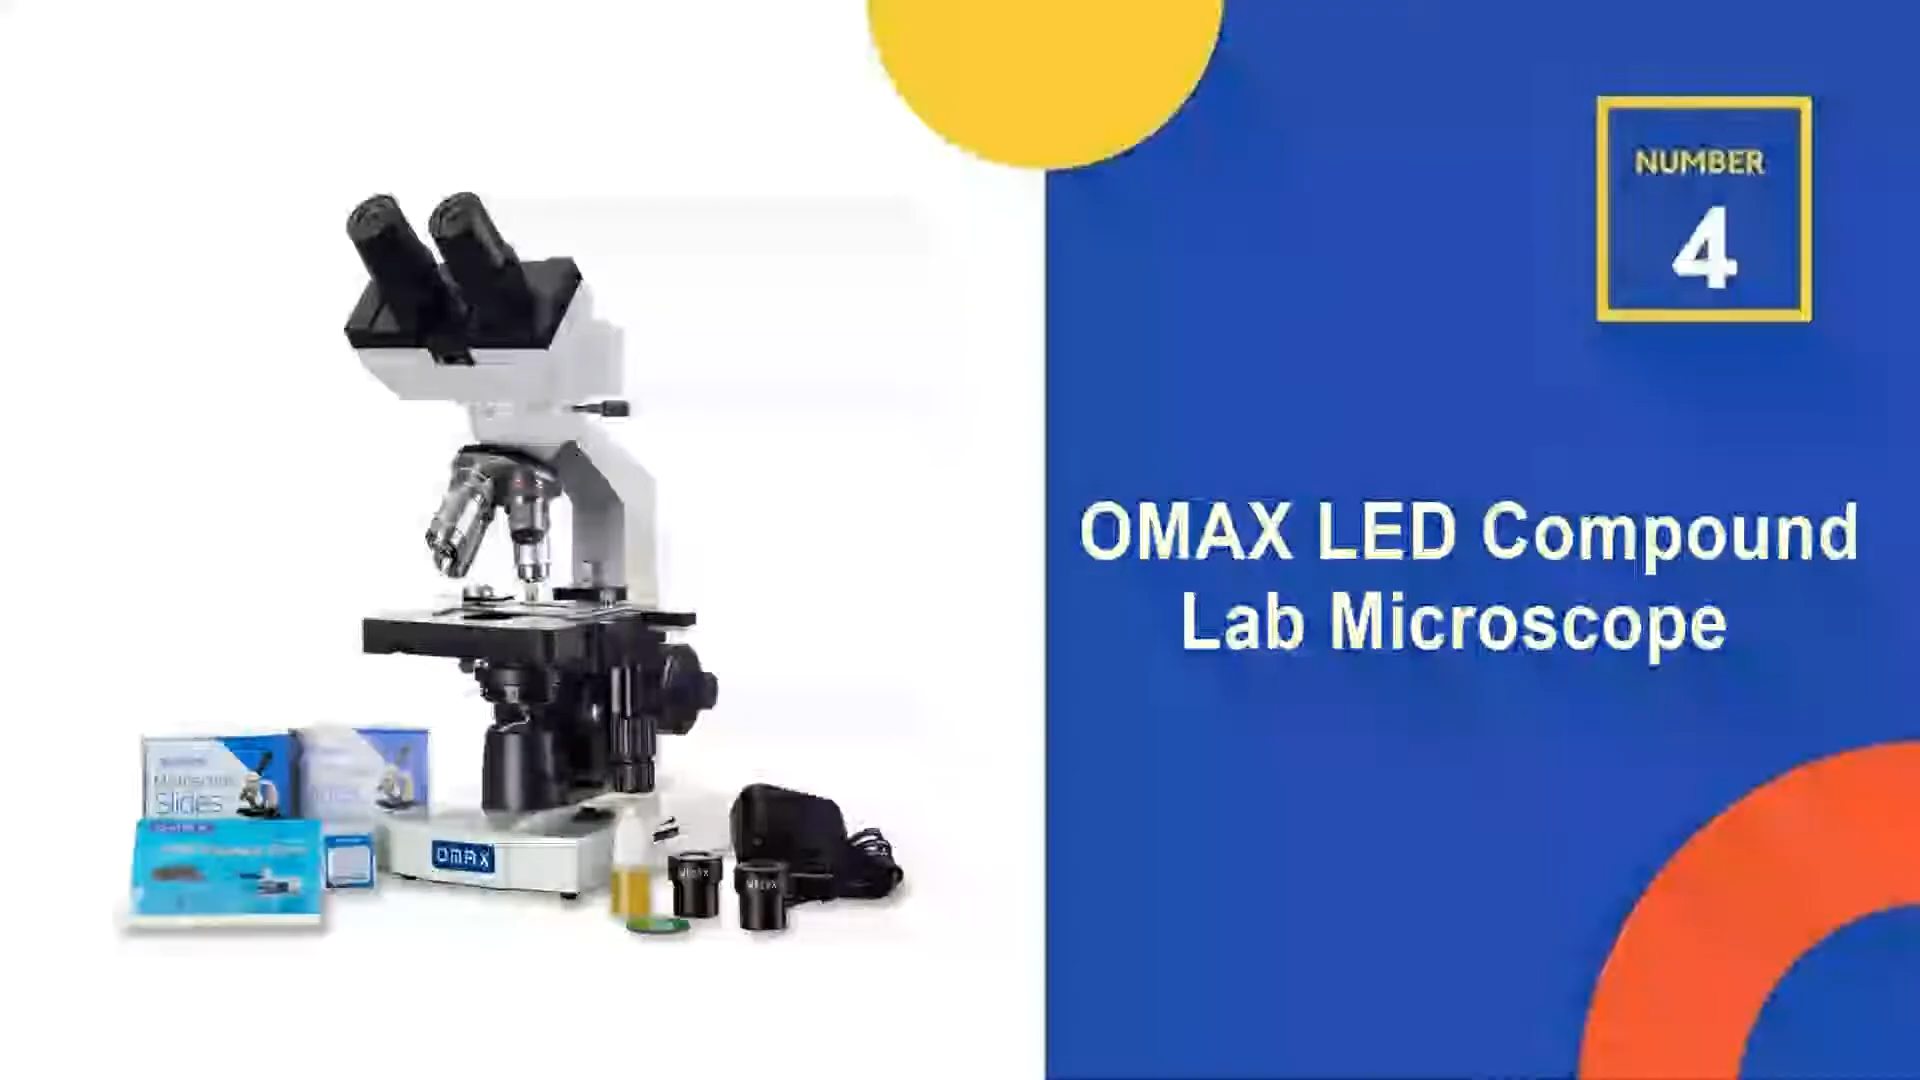 NUMBER
4
OMAX LED Compound
Lab Microscope
Slides
OMAX